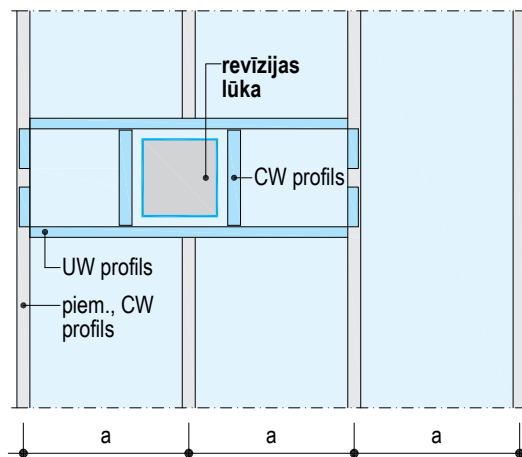 revīzijas
lūka
CW profils
UW profils
piem., CW
profils
a
a
a